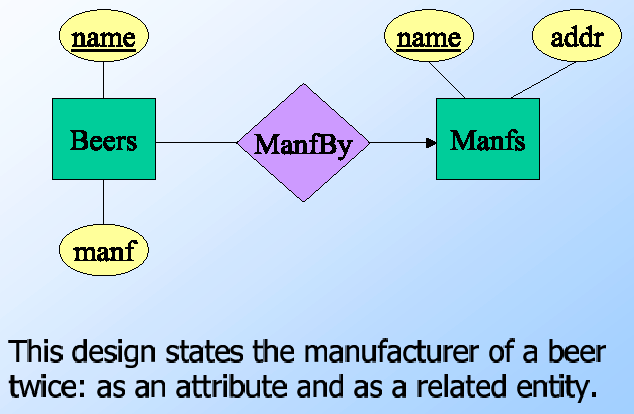 name
name
addr
Beers
ManfBy
Manfs
manf
This design states the manufacturer of a beer
twice: as an attribute and as a related entity.